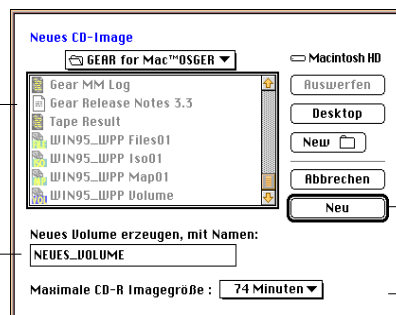 Neues CD-Image
GEAR for Mac™OSGER
Macintosh HD
Gear MM Log
Gear Release Notes 3.3
Tape Result
WIN95_WPP Files01
WIN95_WPP Iso01
WIN95_WPP Map01
WIN95_WPP Volume
Auswerfen
Desktop
New
Abbrechen
Neu
Neues Volume erzeugen, mit Namen:
NEUES_VOLUME
Maximale CD-R Imagegröße : 74 Minuten